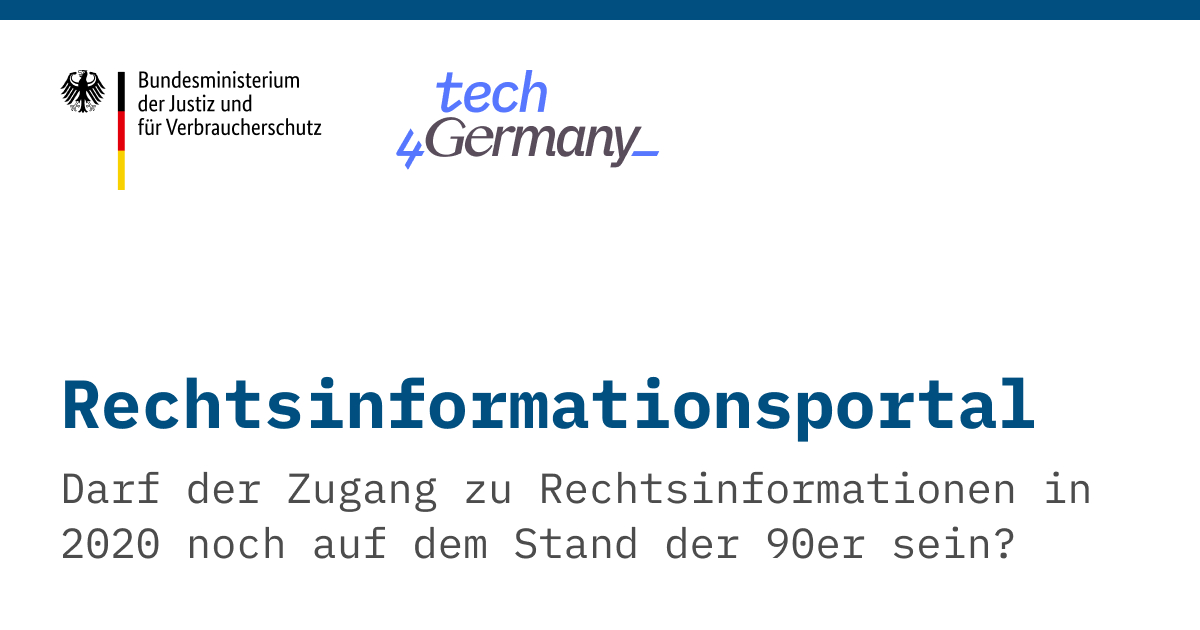 Bundesministerium
der Justiz und
für Verbraucherschutz
tech
4Germany_
Rechtsinformationsportal
Darf der Zugang zu Rechtsinformationen in
2020 noch auf dem Stand der 90er sein?